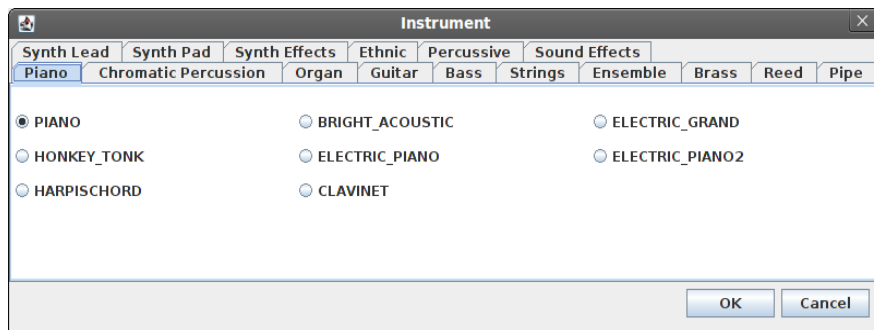 Instrument
Synth Lead Synth Pad Synth Effects Ethnic Percussive Sound Effects
Piano Chromatic Percussion Organ Guitar Bass Strings Ensemble Brass Reed Pipe
PIANO BRIGHT_ACOUSTIC ELECTRIC_GRAND
HONKEY_TONK ELECTRIC_PIANO ELECTRIC_PIANO2
HARPISCHORD CLAVINET
OK Cancel